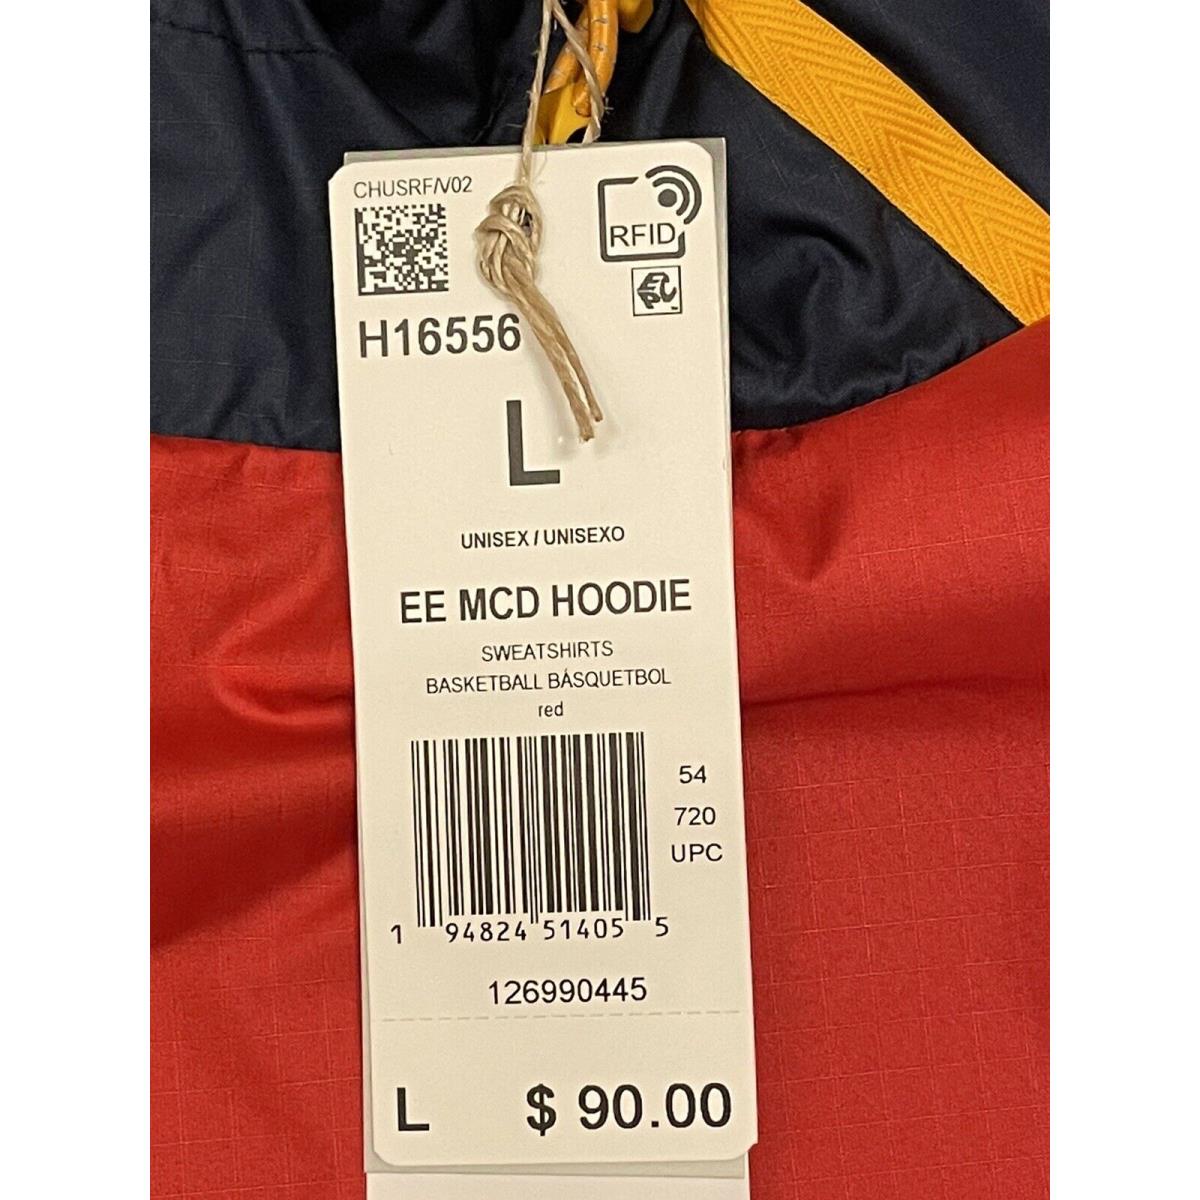 CHUSRF/V02
RFID
EPC
H16556
L
UNISEX / UNISEXO
EE MCD HOODIE
SWEATSHIRTS
BASKETBALL BÁSQUETBOL
red
54
720
UPC
1 94824 51405 5
126990445
L $ 90.00